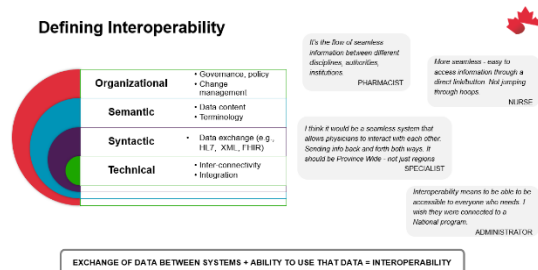 Defining Interoperability
Organizational
• Governance, policy
• Change
management
Semantic
• Data content
• Terminology
Syntactic
• Data exchange (e.g.,
HL7, XML, FHIR)
Technical
• Inter-connectivity
• Integration
It's the flow of seamless
information between different
disciplines, authorities,
institutions.
PHARMACIST
More seamless - easy to
access information through a
direct link/button. Not jumping
through hoops.
NURSE
I think it would be a seamless system that
allows physicians to interact with each other.
Sending info back and forth both ways. It
should be Province Wide - not just regions
SPECIALIST
Interoperability means to be able to be
accessible to everyone who needs. I
wish they were connected to a
National program.
ADMINISTRATOR
EXCHANGE OF DATA BETWEEN SYSTEMS + ABILITY TO USE THAT DATA = INTEROPERABILITY